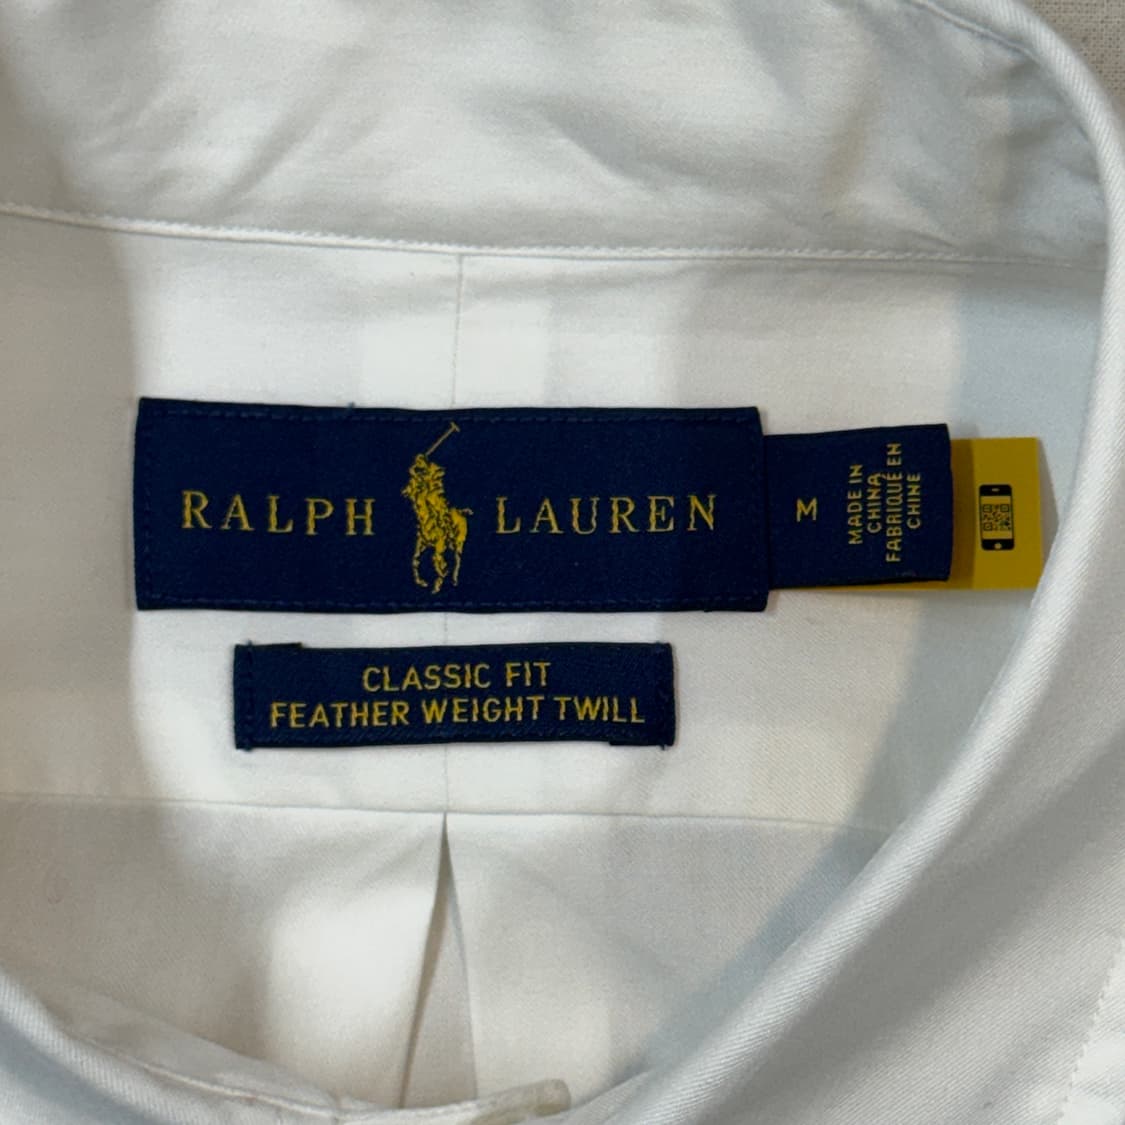 RALPH LAUREN
M
MADE IN
CHINA
FABRIQUÉ EN
CHINE
CLASSIC FIT
FEATHER WEIGHT TWILL